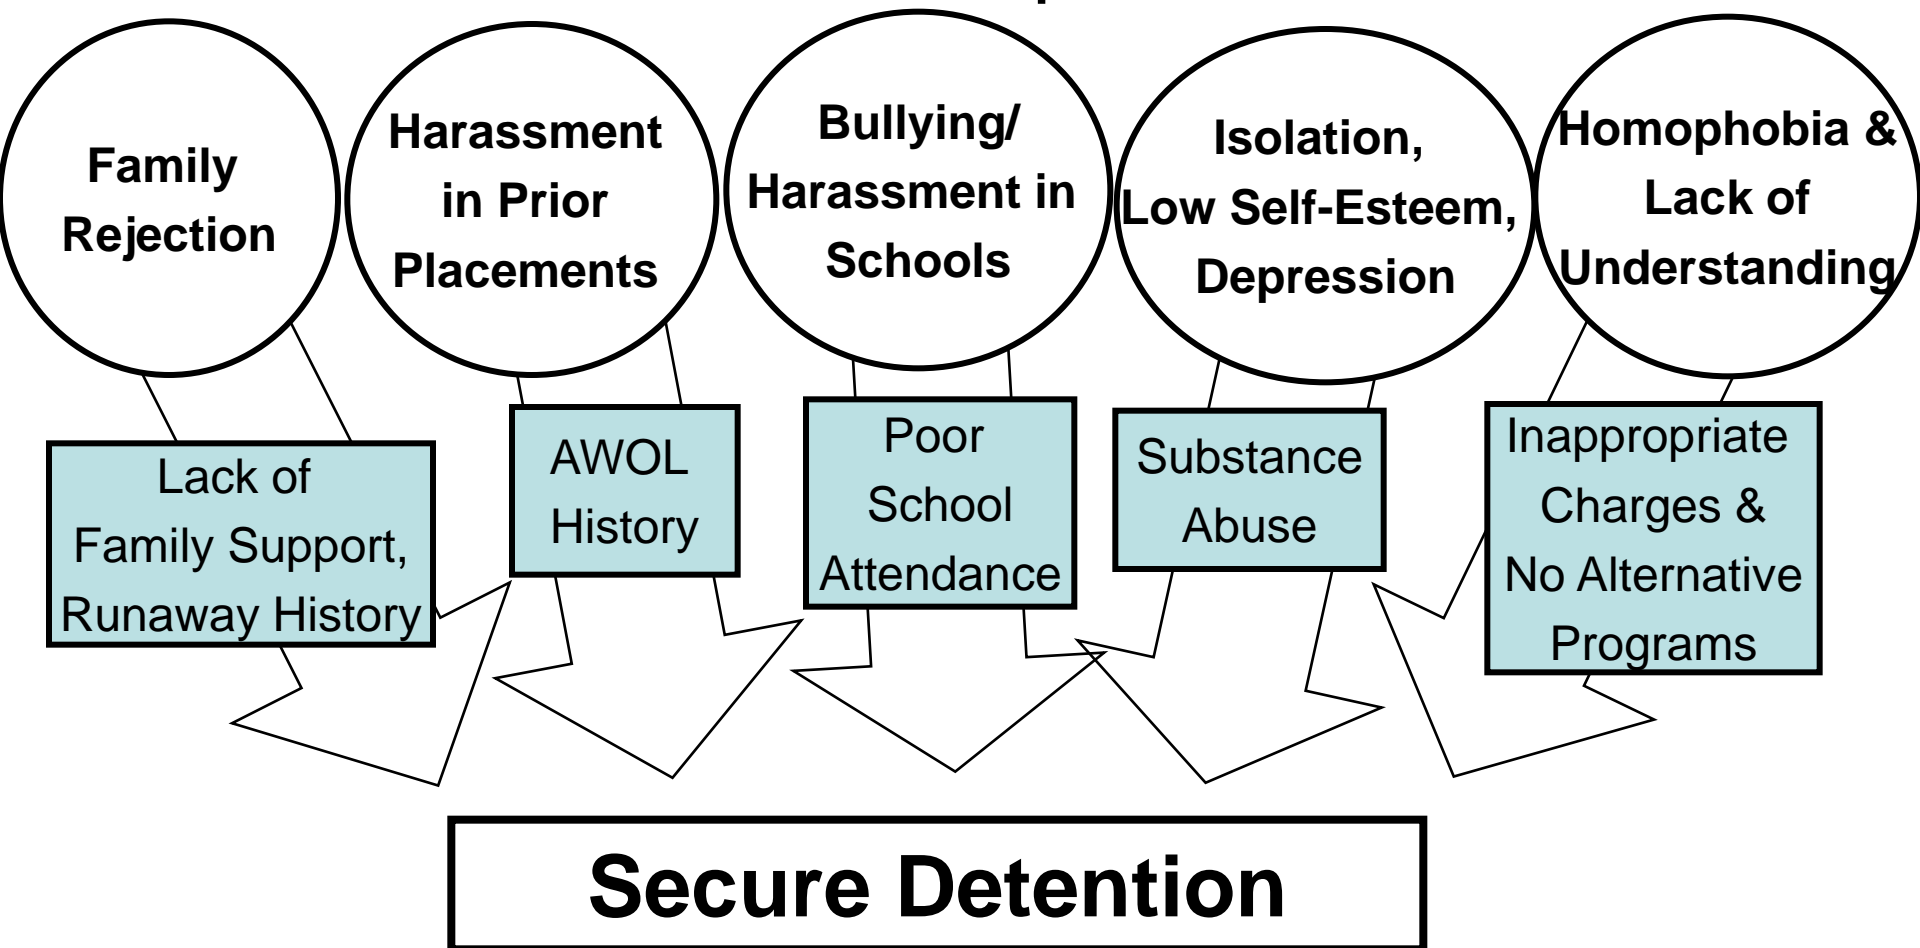 Family
Rejection
Harassment
in Prior
Placements
Bullying/
Harassment in
Schools
Isolation,
Low Self-Esteem,
Depression
Homophobia &
Lack of
Understanding
Lack of
Family Support,
Runaway History
AWOL
History
Poor
School
Attendance
Substance
Abuse
Inappropriate
Charges &
No Alternative
Programs
Secure Detention